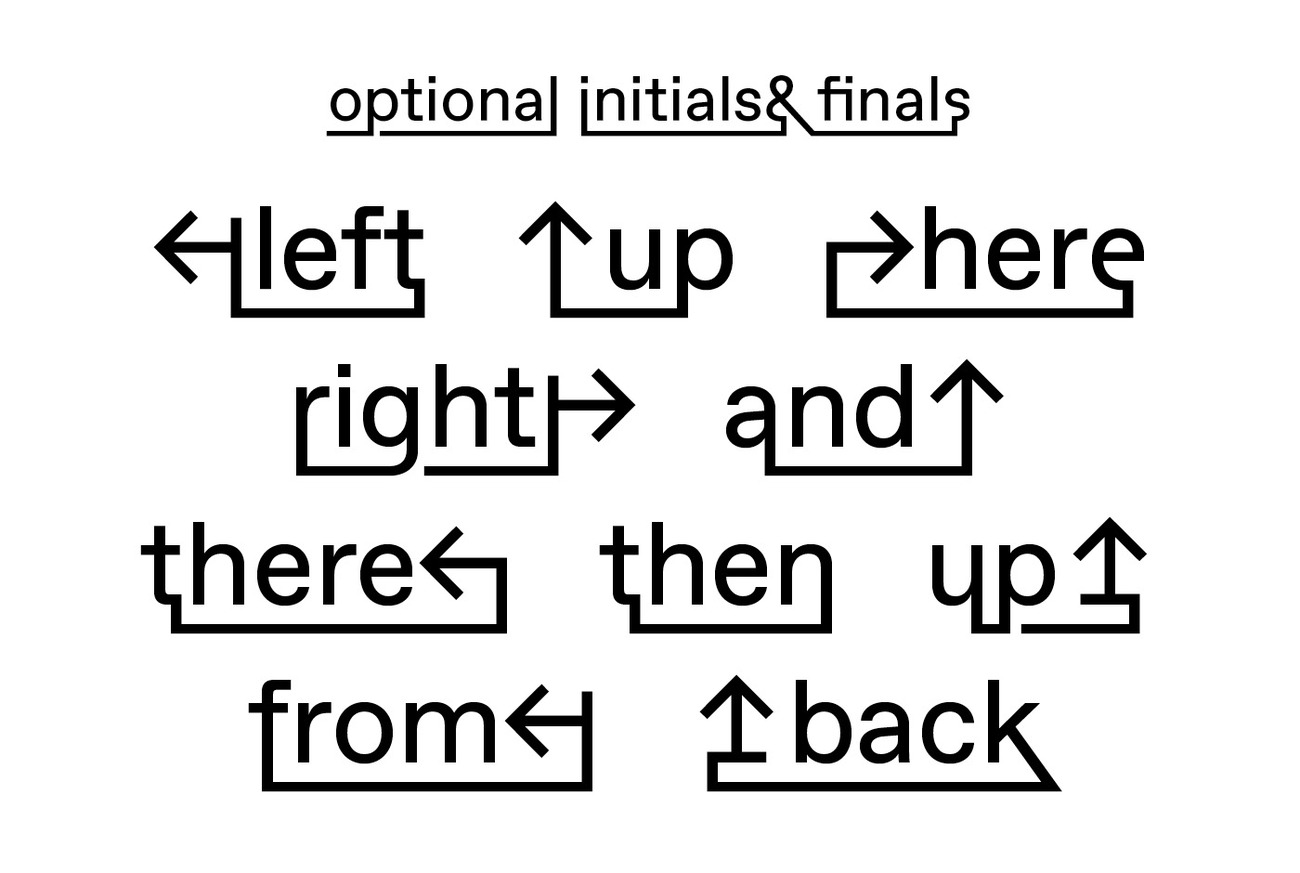 optional initials& finals
←left ↑up →here
right→ and↑
there← then up↥
from← ↥back